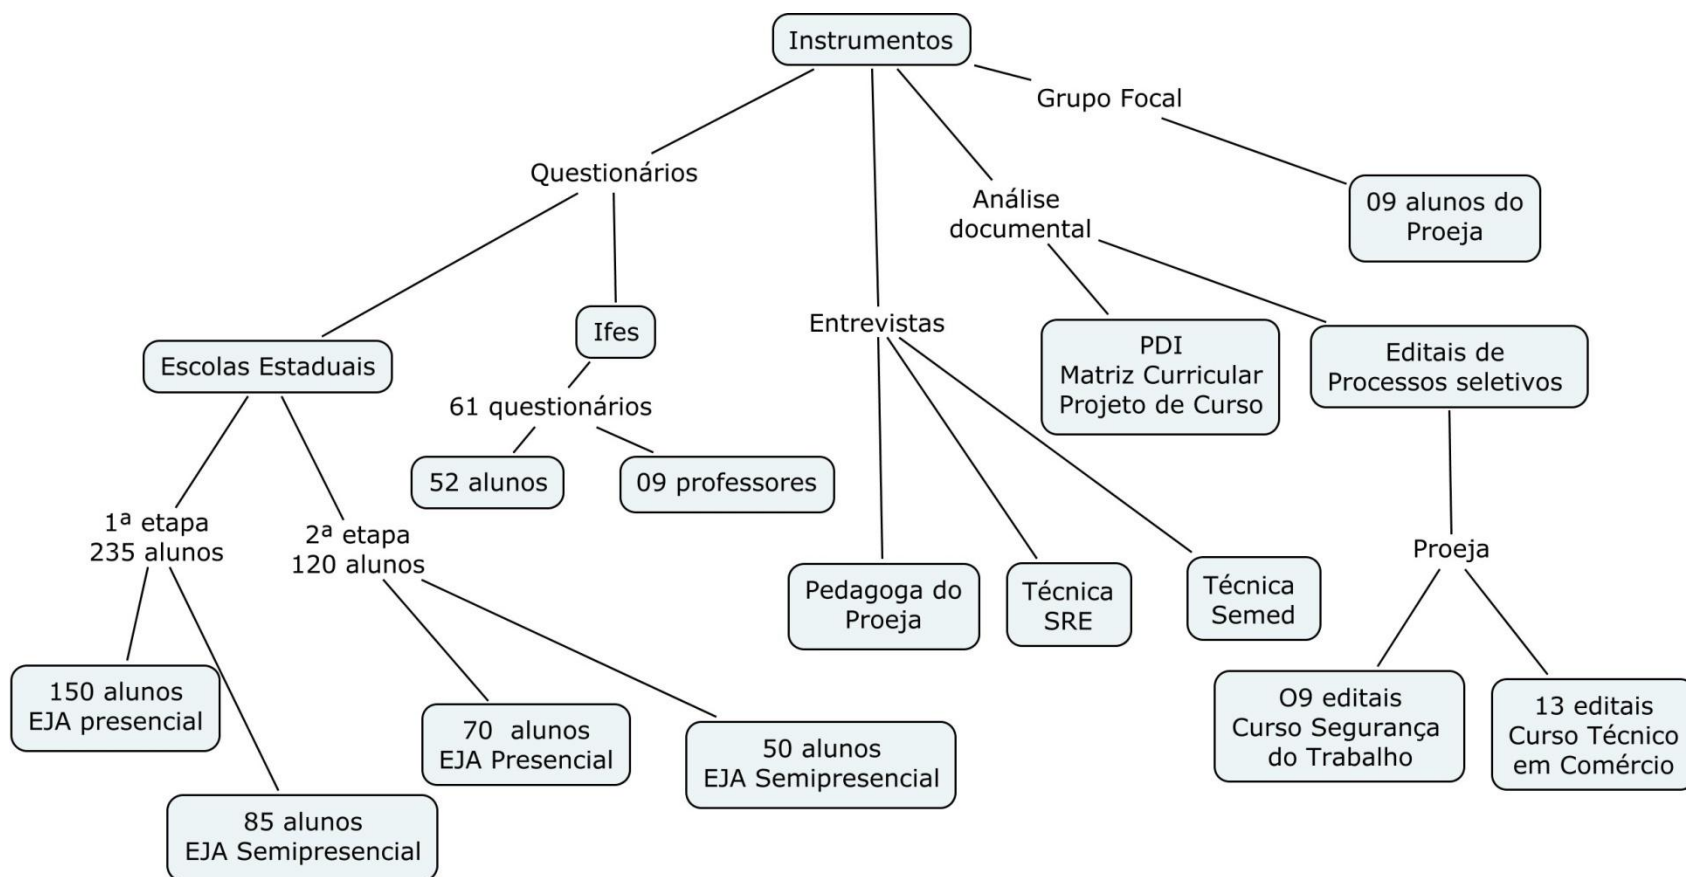 Instrumentos
Grupo Focal
Questionários
09 alunos do
Proeja
Análise
documental
Entrevistas
Ifes
Escolas Estaduais
PDI
Matriz Curricular
Projeto de Curso
Editais de
Processos seletivos
61 questionários
52 alunos
09 professores
1ª etapa
235 alunos
2ª etapa
120 alunos
Proeja
Pedagoga do
Proeja
Técnica
SRE
Técnica
Semed
150 alunos
EJA presencial
70 alunos
EJA Presencial
50 alunos
EJA Semipresencial
O9 editais
Curso Segurança
do Trabalho
13 editais
Curso Técnico
em Comércio
85 alunos
EJA Semipresencial